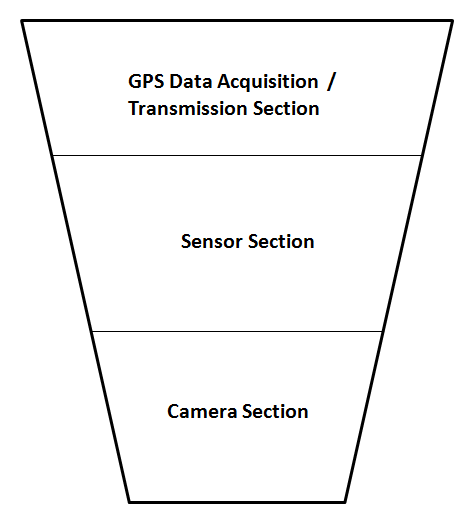 GPS Data Acquisition /
Transmission Section
Sensor Section
Camera Section